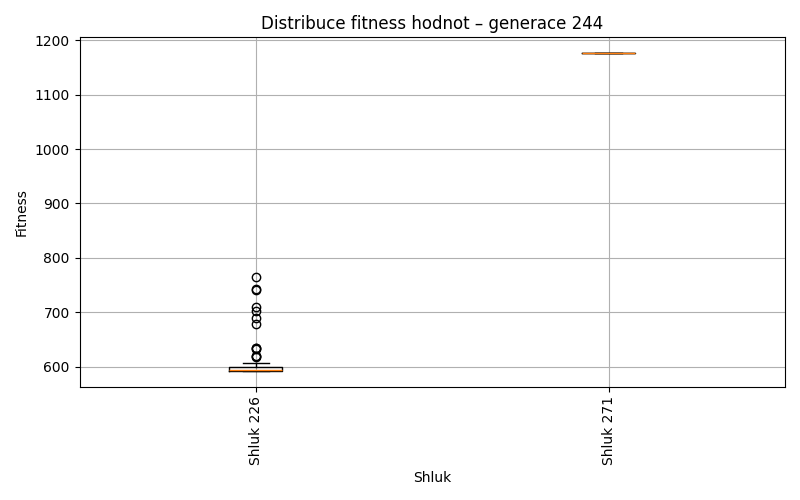 Distribuce fitness hodnot – generace 244
1200
1100
1000
900
800
700
600
Fitness
Shluk 226
Shluk 271
Shluk